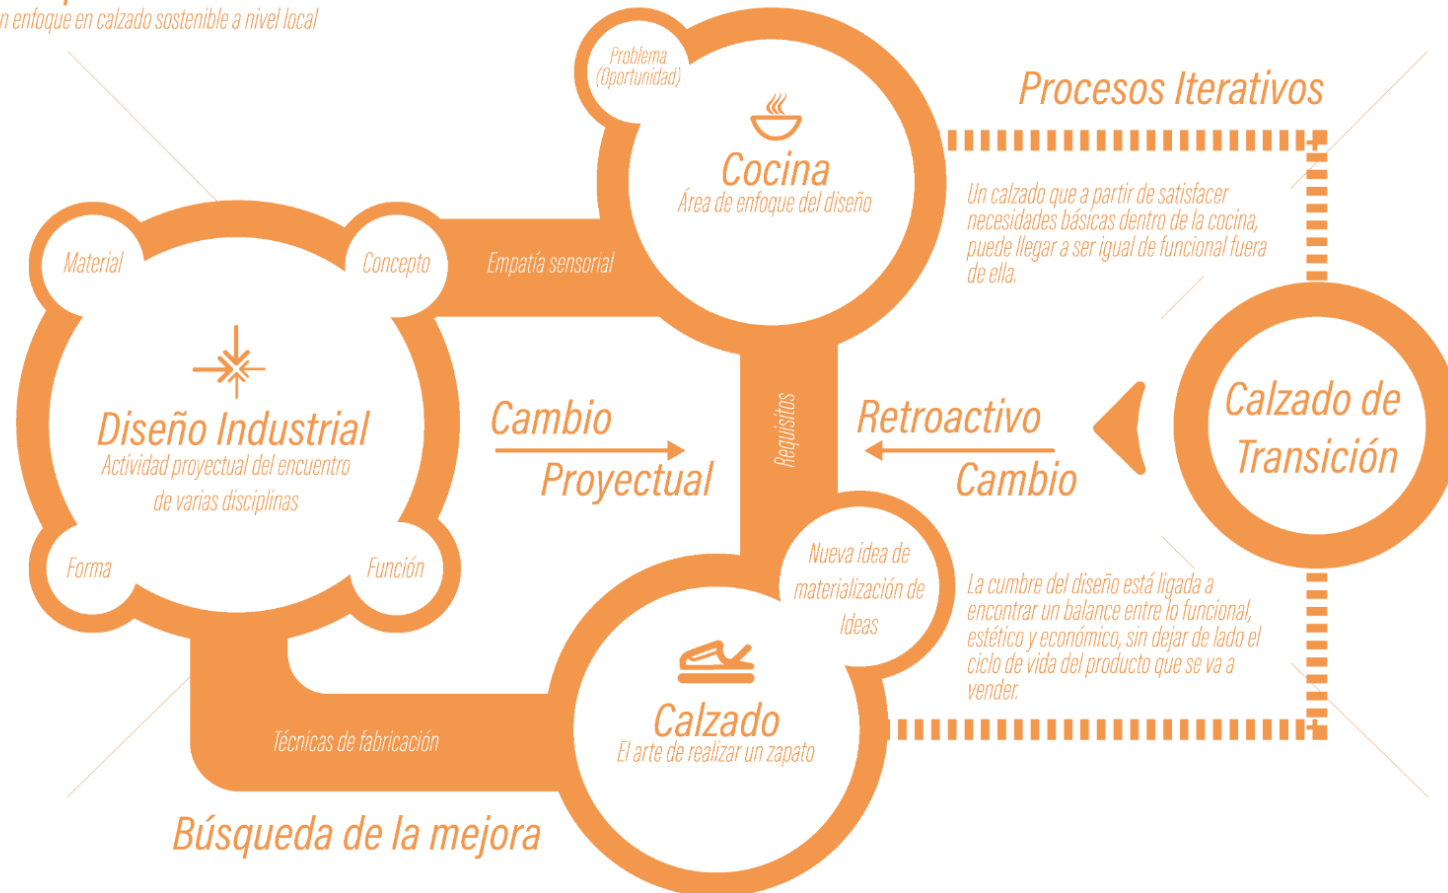 n enfoque en calzado sostenible a nivel local
Problema
(Oportunidad)
Cocina
Área de enfoque del diseño
Procesos Iterativos
Un calzado que a partir de satisfacer
necesidades básicas dentro de la cocina,
puede llegar a ser igual de funcional fuera
de ella.
Material
Concepto
Empatía sensorial
Diseño Industrial
Actividad proyectual del encuentro
de varias disciplinas
Forma
Función
Cambio
Proyectual
Requisitos
Retroactivo
Cambio
Calzado de
Transición
Nueva idea de
materialización de
Ideas
La cumbre del diseño está ligada a
encontrar un balance entre lo funcional,
estético y económico, sin dejar de lado el
ciclo de vida del producto que se va a
vender.
Calzado
El arte de realizar un zapato
Técnicas de fabricación
Búsqueda de la mejora